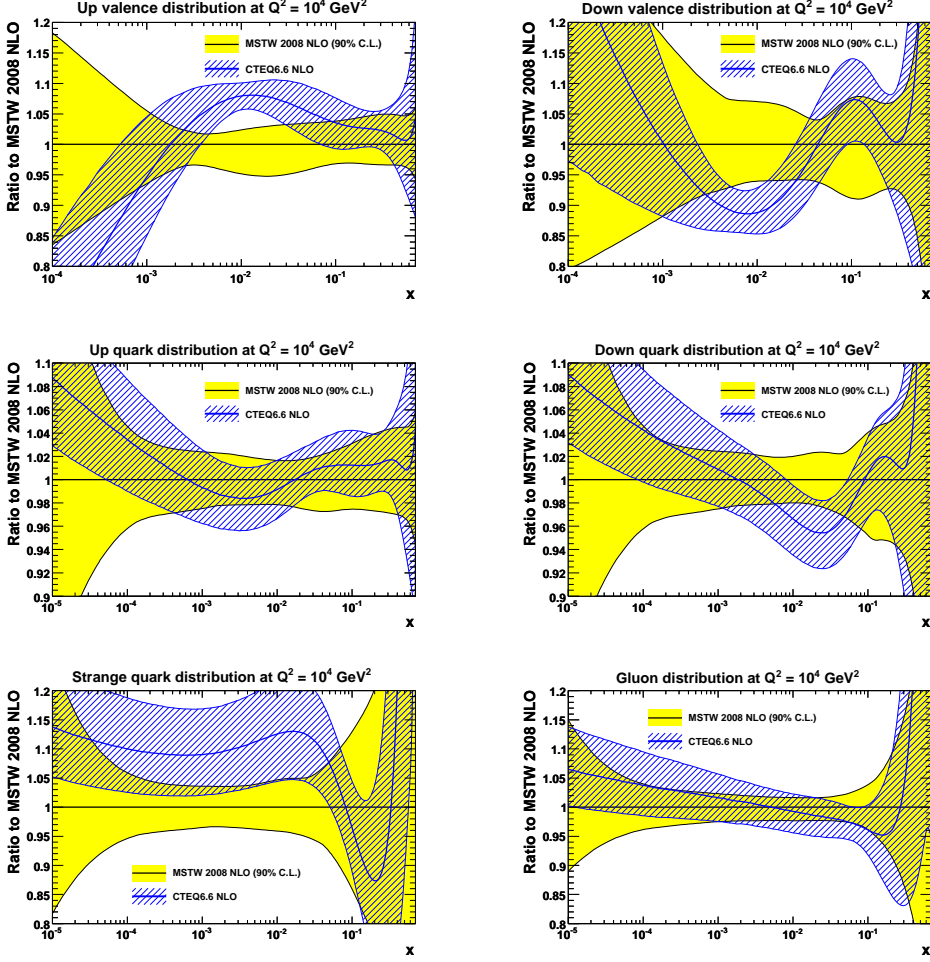 Up valence distribution at Q² = 10⁴ GeV²
Ratio to MSTW 2008 NLO
1.2
1.15
1.1
1.05
1
0.95
0.9
0.85
0.8
MSTW 2008 NLO (90% C.L.)
CTEQ6.6 NLO
10⁻⁴ 10⁻³ 10⁻² 10⁻¹
x
Down valence distribution at Q² = 10⁴ GeV²
Ratio to MSTW 2008 NLO
1.2
1.15
1.1
1.05
1
0.95
0.9
0.85
0.8
MSTW 2008 NLO (90% C.L.)
CTEQ6.6 NLO
10⁻⁴ 10⁻³ 10⁻² 10⁻¹
x
Up quark distribution at Q² = 10⁴ GeV²
Ratio to MSTW 2008 NLO
1.1
1.08
1.06
1.04
1.02
1
0.98
0.96
0.94
0.92
0.9
MSTW 2008 NLO (90% C.L.)
CTEQ6.6 NLO
10⁻⁵ 10⁻⁴ 10⁻³ 10⁻² 10⁻¹
x
Down quark distribution at Q² = 10⁴ GeV²
Ratio to MSTW 2008 NLO
1.1
1.08
1.06
1.04
1.02
1
0.98
0.96
0.94
0.92
0.9
MSTW 2008 NLO (90% C.L.)
CTEQ6.6 NLO
10⁻⁵ 10⁻⁴ 10⁻³ 10⁻² 10⁻¹
x
Strange quark distribution at Q² = 10⁴ GeV²
Ratio to MSTW 2008 NLO
1.2
1.15
1.1
1.05
1
0.95
0.9
0.85
0.8
MSTW 2008 NLO (90% C.L.)
CTEQ6.6 NLO
10⁻⁵ 10⁻⁴ 10⁻³ 10⁻² 10⁻¹
x
Gluon distribution at Q² = 10⁴ GeV²
Ratio to MSTW 2008 NLO
1.2
1.15
1.1
1.05
1
0.95
0.9
0.85
0.8
MSTW 2008 NLO (90% C.L.)
CTEQ6.6 NLO
10⁻⁵ 10⁻⁴ 10⁻³ 10⁻² 10⁻¹
x